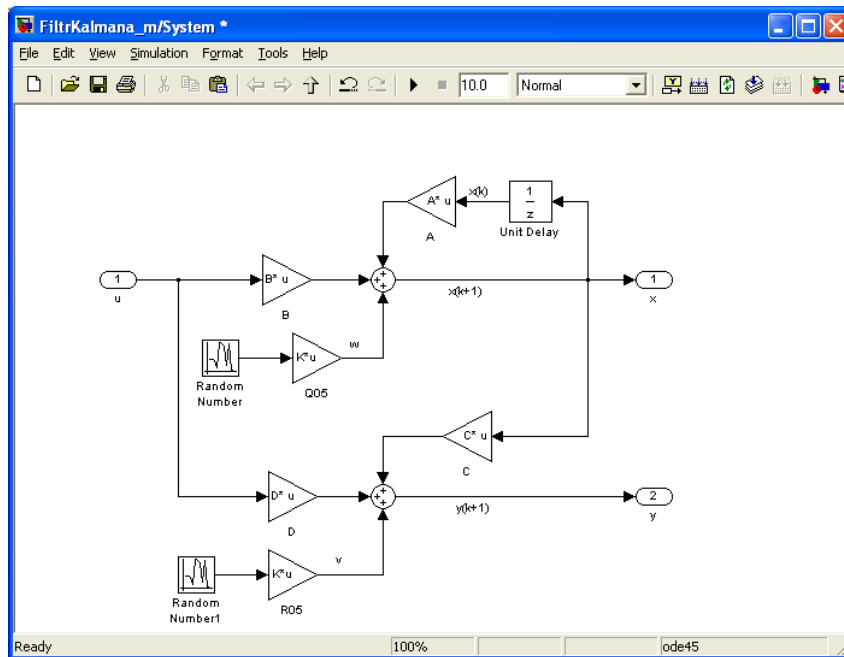 FiltrKalmana_m/System *
File Edit View Simulation Format Tools Help
10.0 Normal
A* u
x(k)
1
z
A
Unit Delay
1
u
B* u
B
x(k+1)
1
x
Random
Number
K*u
w
Q05
C* u
C
D* u
D
y(k+1)
2
y
Random
Number1
K*u
v
R05
Ready 100% ode45